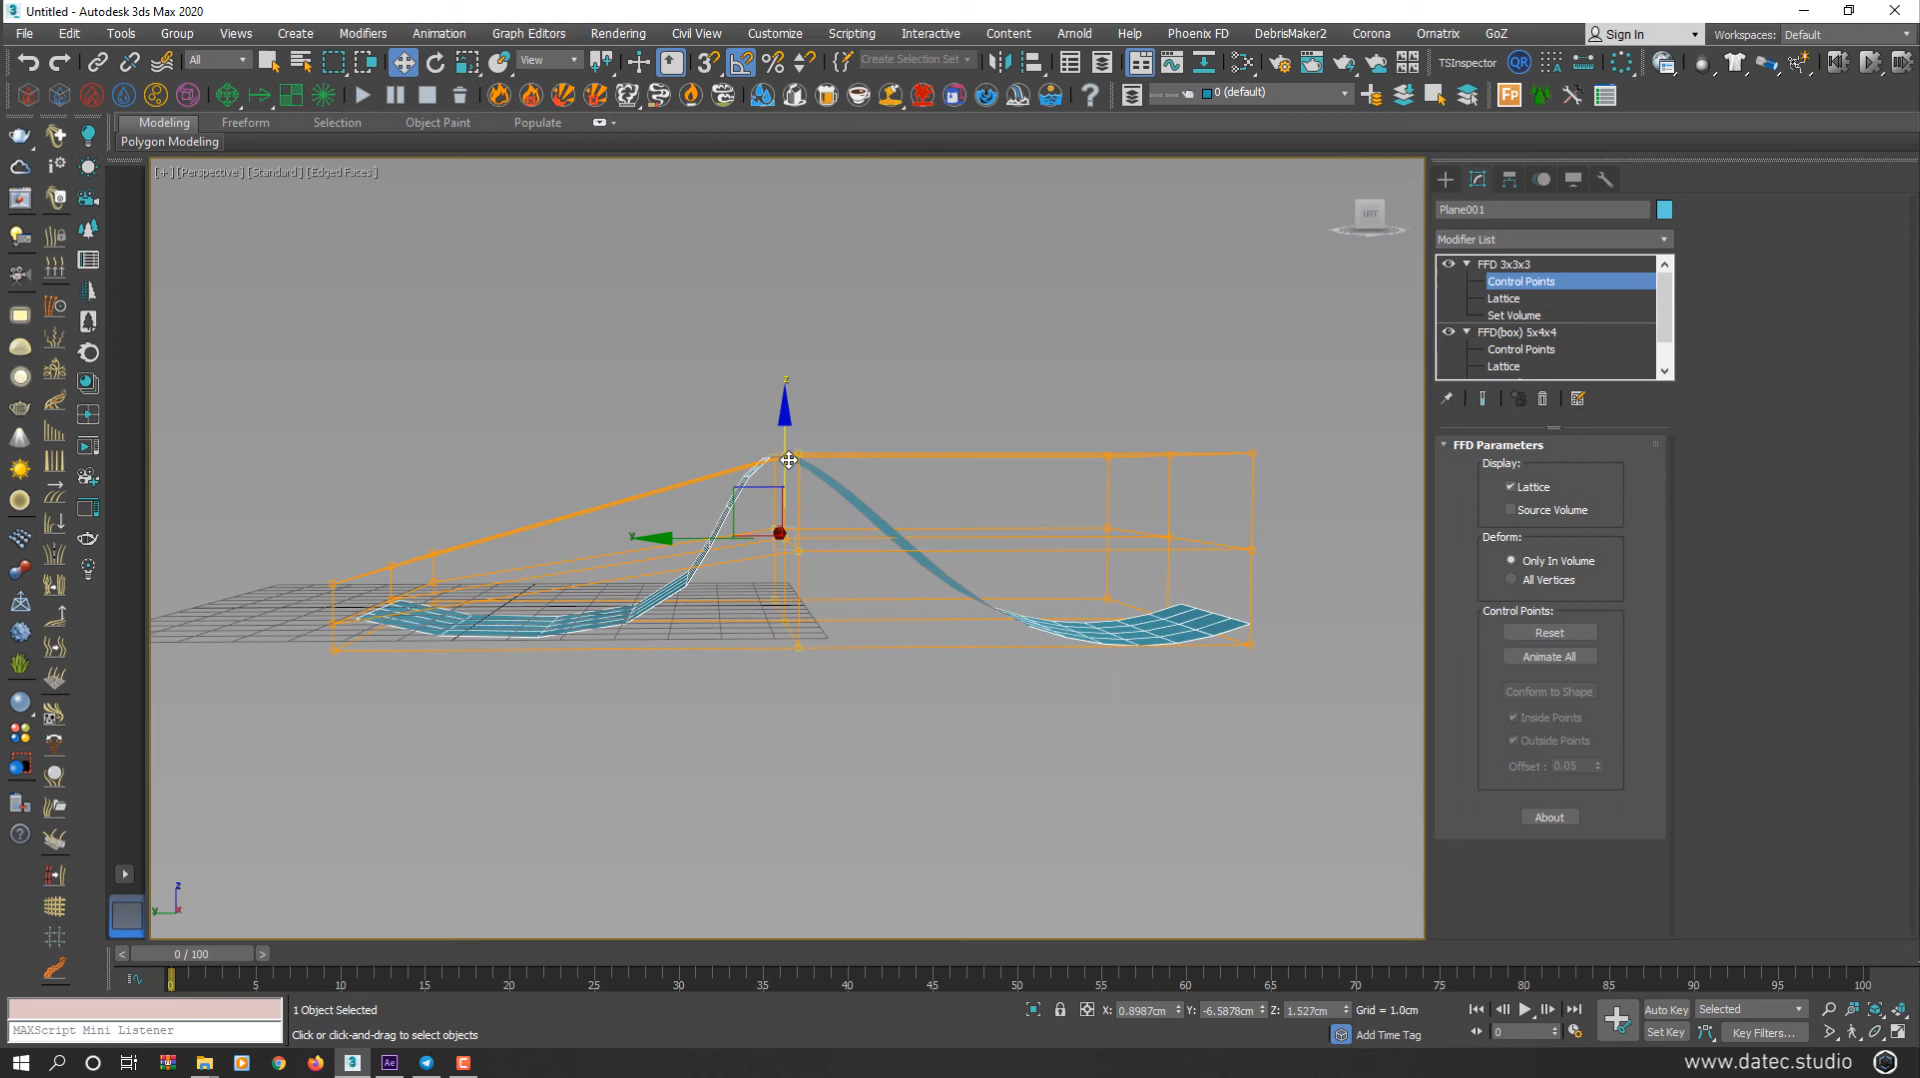 Untitled - Autodesk 3ds Max 2020
File Edit Tools Group Views Create Modifiers Animation Graph Editors Rendering Civil View Customize Scripting Interactive Content Arnold Help Phoenix FD DebrisMaker2 Corona Ornatrix GoZ Sign In Workspaces: Default
All View Create Selection Set TSInspector QR
0 (default) Fp
Modeling Freeform Selection Object Paint Populate
Polygon Modeling
[+] [Perspective] [Standard] [Edged Faces]
LEFT
Plane001
Modifier List
FFD 3x3x3
Control Points
Lattice
Set Volume
FFD(box) 5x4x4
Control Points
Lattice
FFD Parameters
Display:
Lattice
Source Volume
Deform:
Only In Volume
All Vertices
Control Points:
Reset
Animate All
Conform to Shape
Inside Points
Outside Points
Offset : 0.05
About
z
y
z
y x
< 0 / 100 >
0 5 10 15 20 25 30 35 40 45 50 55 60 65 70 75 80 85 90 95 100
1 Object Selected X: 0.8987cm Y: -6.5878cm Z: 1.527cm Grid = 1.0cm Auto Key Selected
MAXScript Mini Listener Click or click-and-drag to select objects Add Time Tag 0 Set Key Key Filters...
3 Ae C www.datec.studio